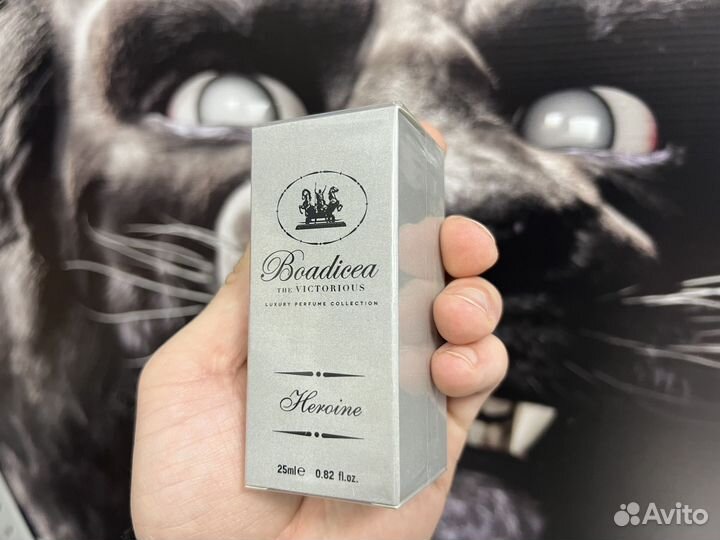 Boadicea
THE VICTORIOUS
LUXURY PERFUME COLLECTION
Heroine
25ml℮ 0.82 fl.oz.
Avito